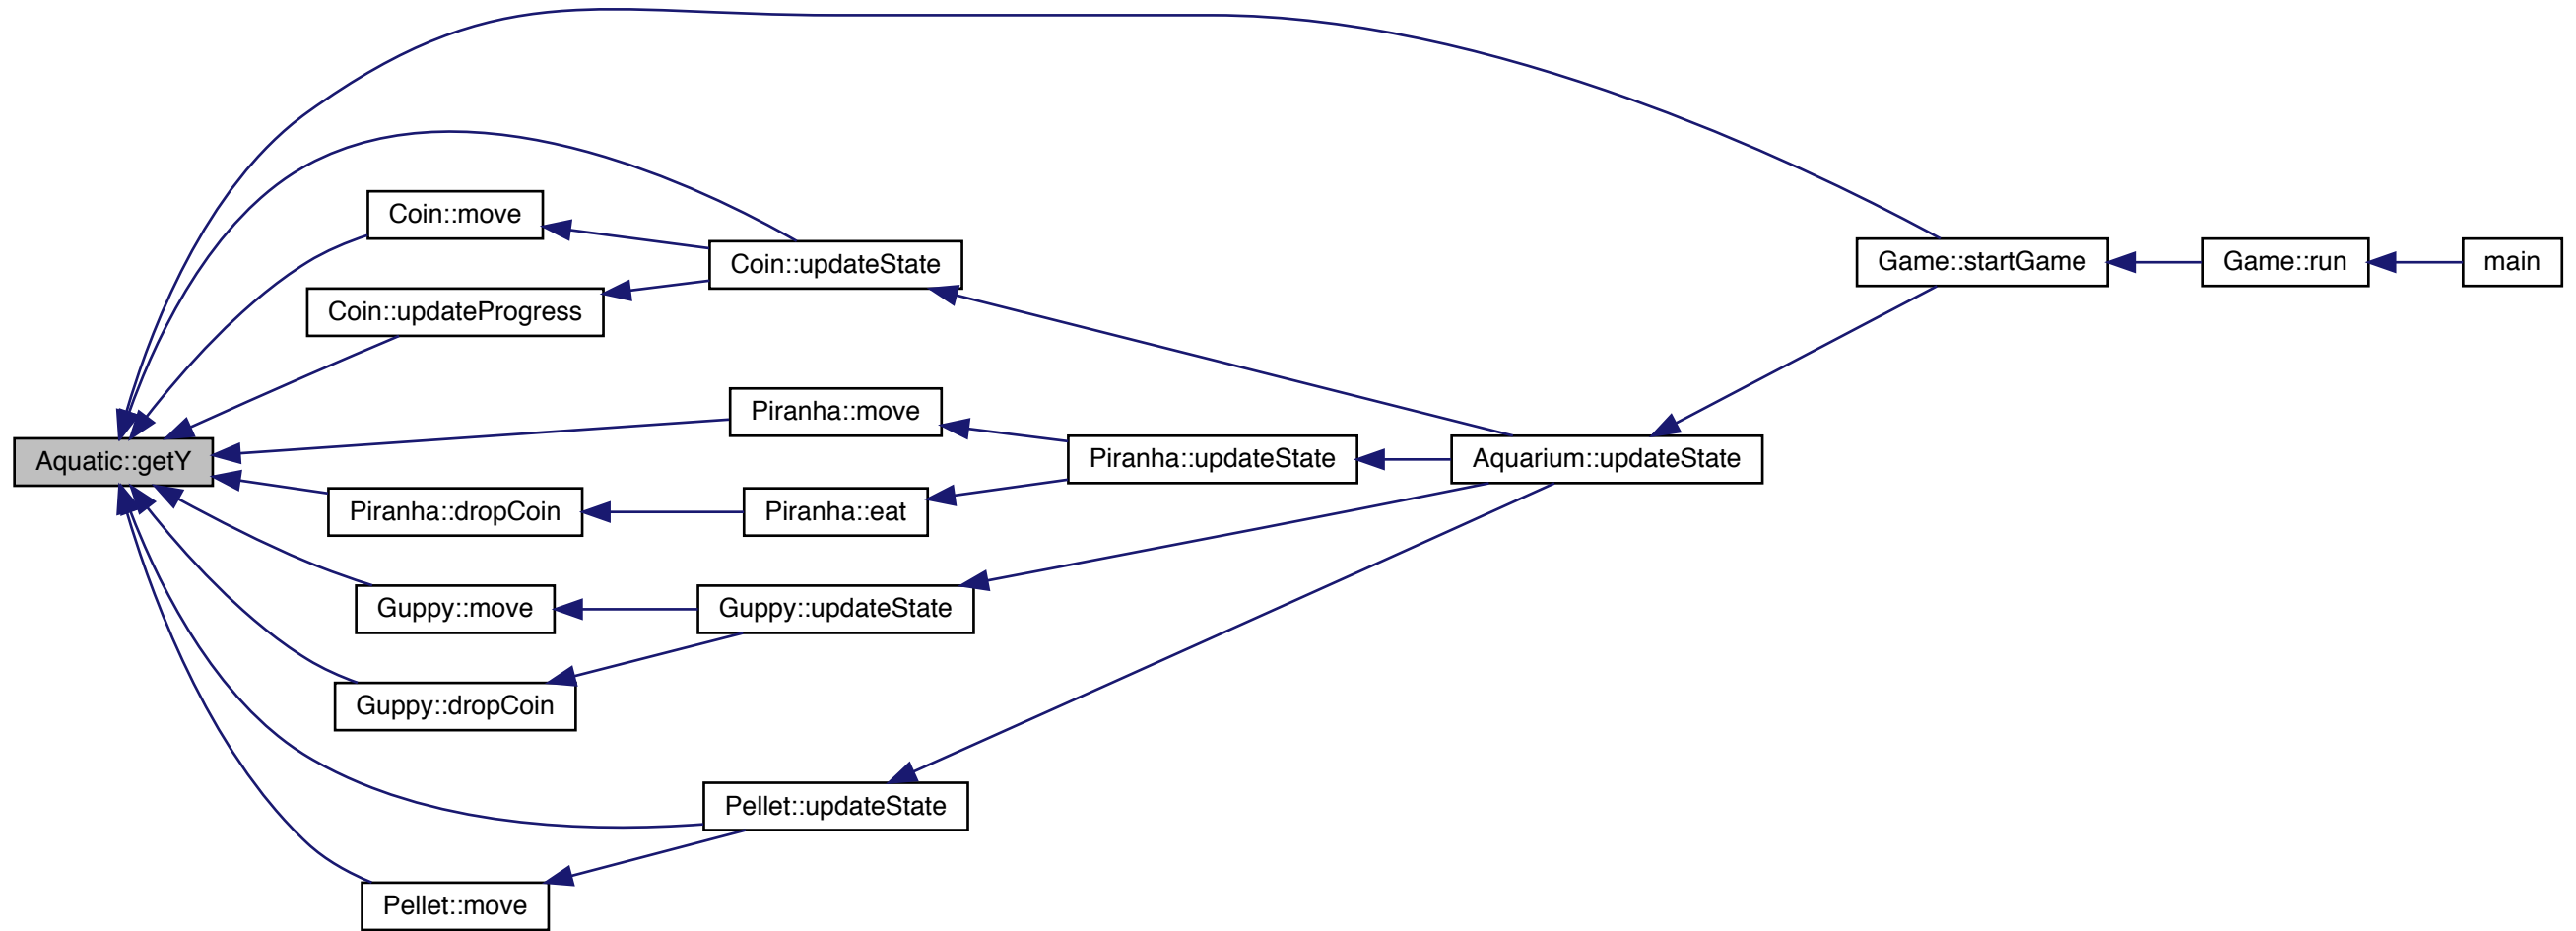 Coin::move
Coin::updateState
Game::startGame
Game::run
main
Coin::updateProgress
Piranha::move
Aquatic::getY
Piranha::updateState
Aquarium::updateState
Piranha::dropCoin
Piranha::eat
Guppy::move
Guppy::updateState
Guppy::dropCoin
Pellet::updateState
Pellet::move